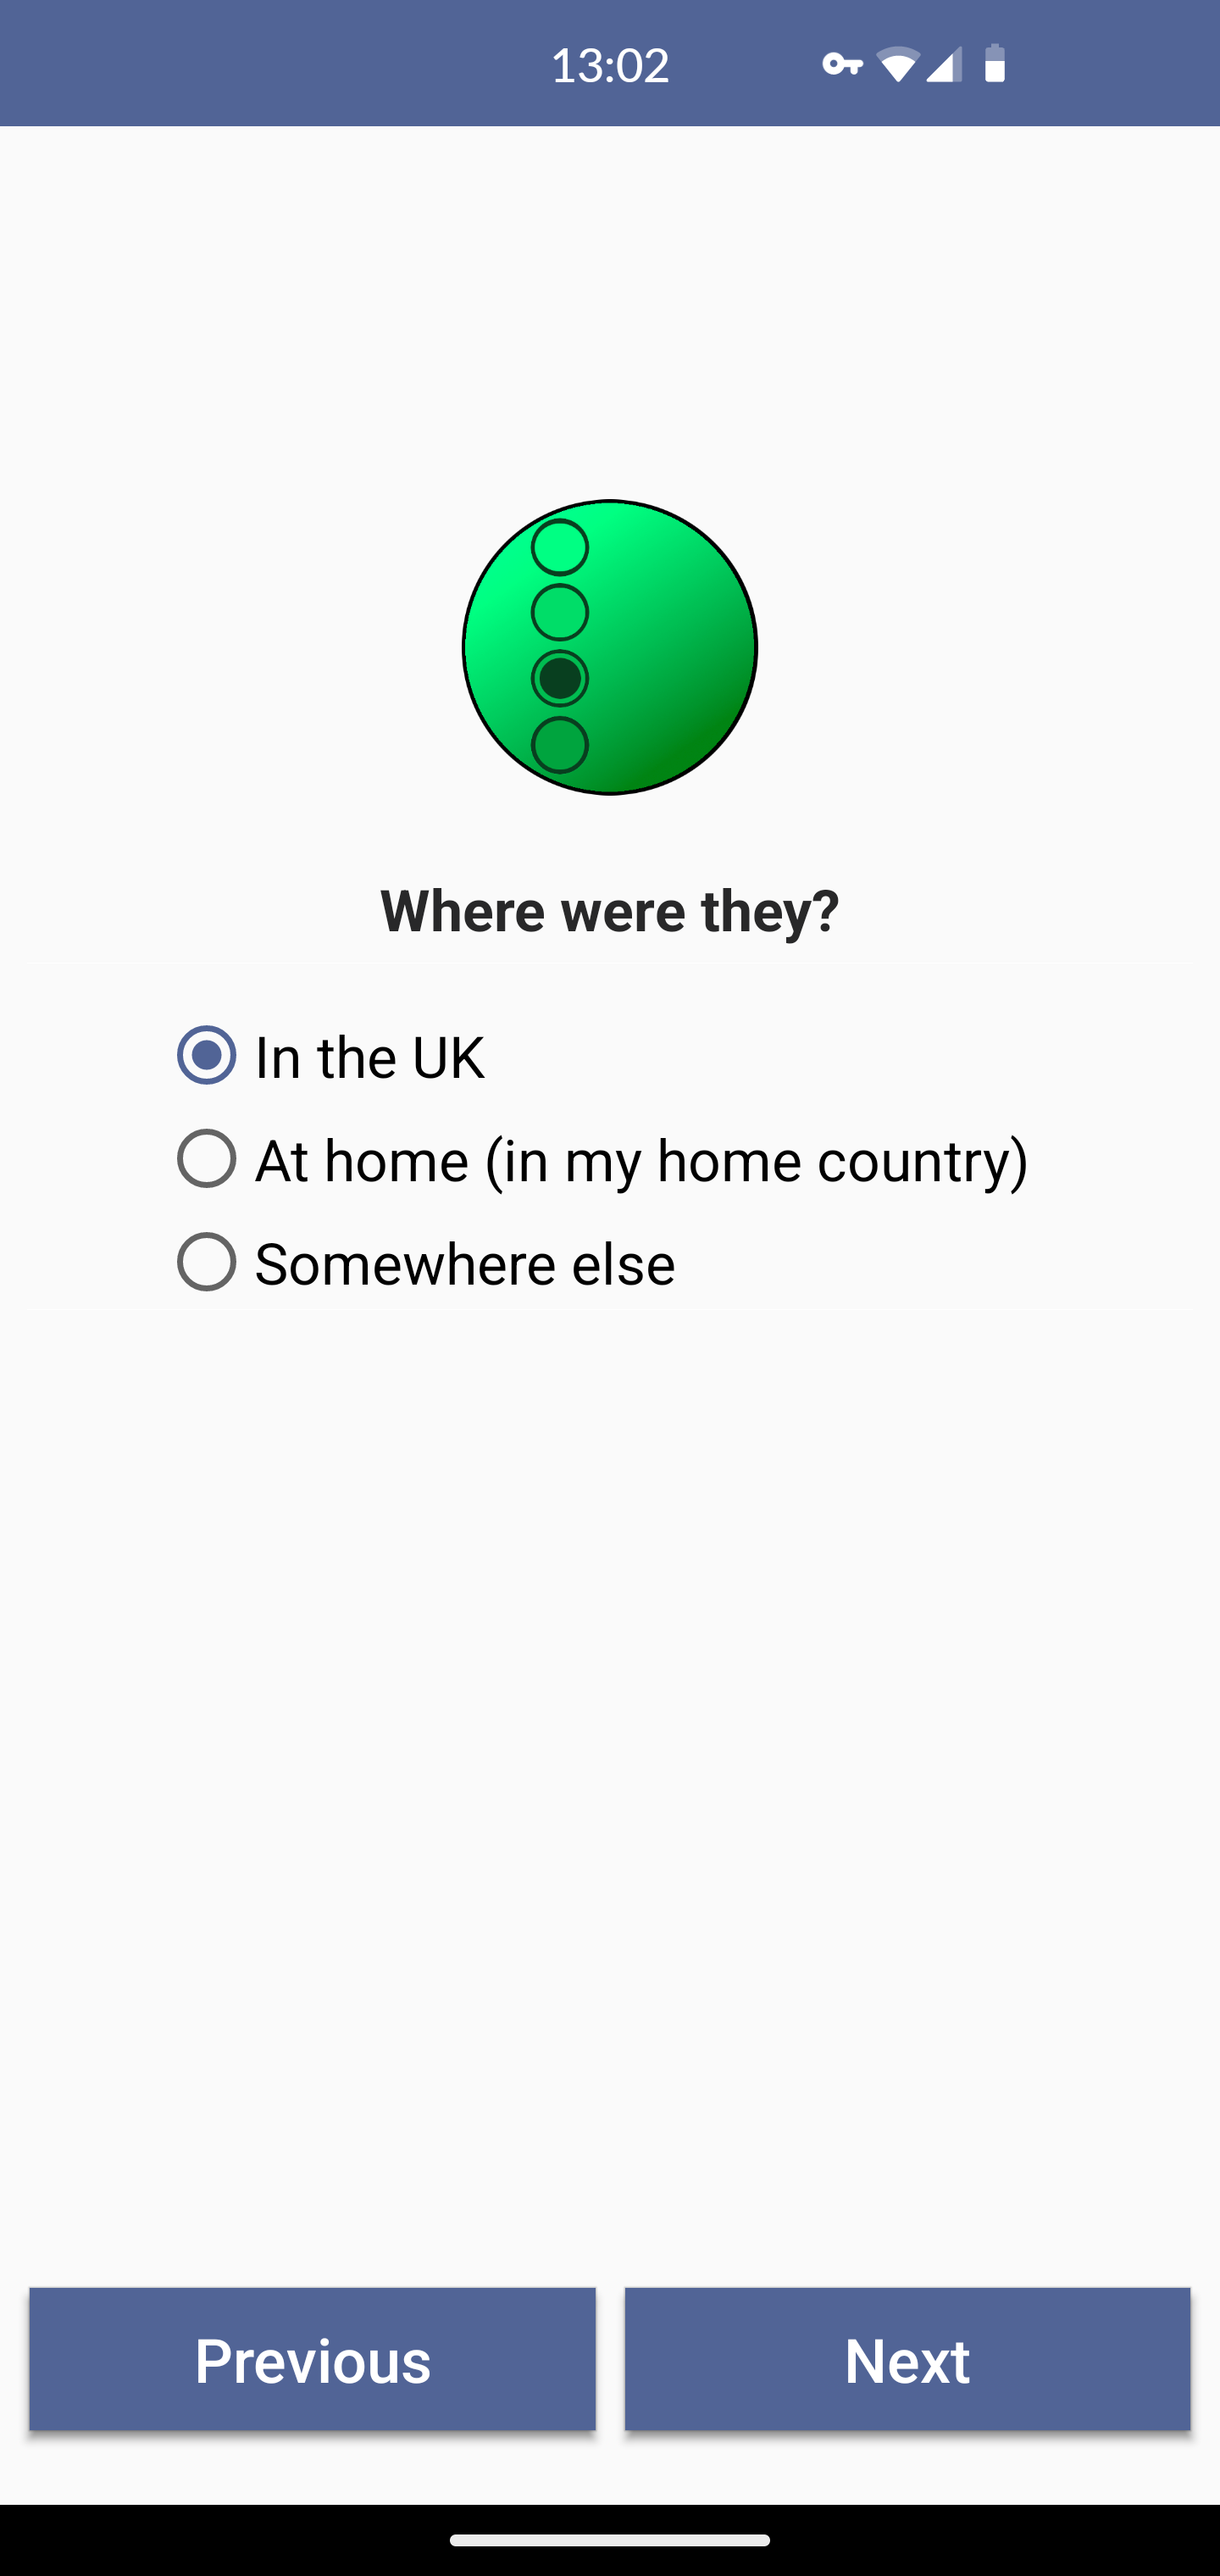 13:02
Where were they?
In the UK
At home (in my home country)
Somewhere else
Previous
Next